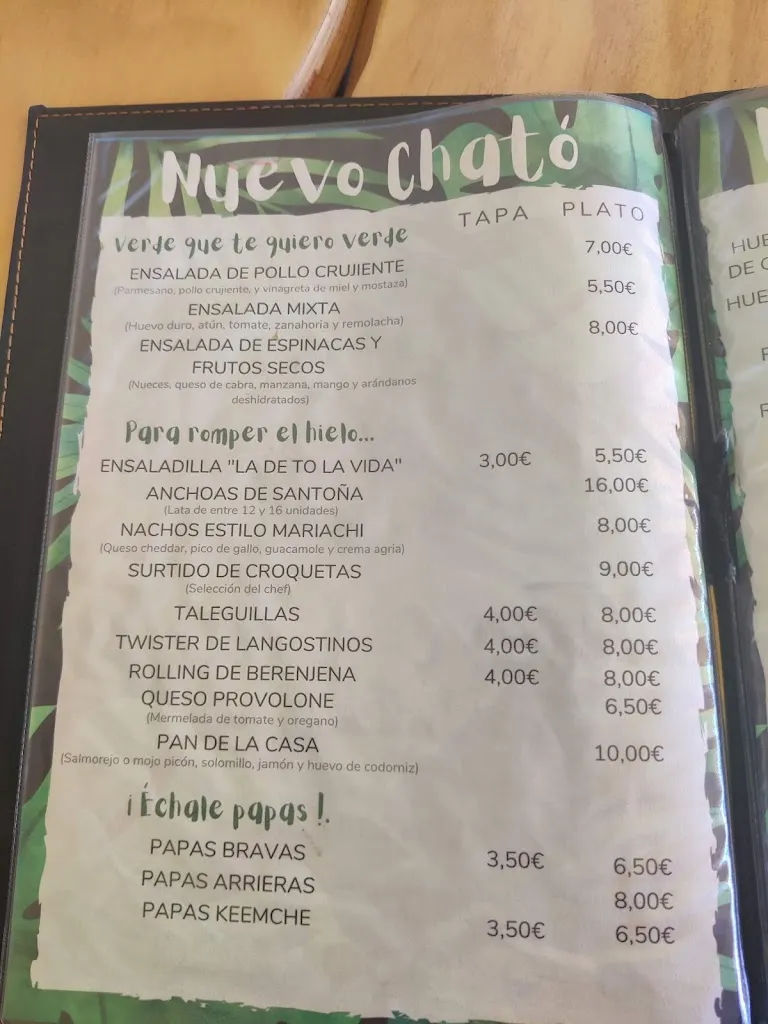 Nuevo Cható
TAPA PLATO
Verde que te quiero verde
ENSALADA DE POLLO CRUJIENTE 7,00€
(Parmesano, pollo crujiente, y vinagreta de miel y mostaza)
ENSALADA MIXTA 5,50€
(Huevo duro, atún, tomate, zanahoria y remolacha)
ENSALADA DE ESPINACAS Y 8,00€
FRUTOS SECOS
(Nueces, queso de cabra, manzana, mango y arándanos
deshidratados)
Para romper el hielo...
ENSALADILLA "LA DE TO LA VIDA" 3,00€ 5,50€
ANCHOAS DE SANTOÑA 16,00€
(Lata de entre 12 y 16 unidades)
NACHOS ESTILO MARIACHI 8,00€
(Queso cheddar, pico de gallo, guacamole y crema agria)
SURTIDO DE CROQUETAS 9,00€
(Selección del chef)
TALEGUILLAS 4,00€ 8,00€
TWISTER DE LANGOSTINOS 4,00€ 8,00€
ROLLING DE BERENJENA 4,00€ 8,00€
QUESO PROVOLONE 6,50€
(Mermelada de tomate y oregano)
PAN DE LA CASA 10,00€
(Salmorejo o mojo picón, solomillo, jamón y huevo de codorniz)
¡Échale papas!.
PAPAS BRAVAS 3,50€ 6,50€
PAPAS ARRIERAS 8,00€
PAPAS KEEMCHE 3,50€ 6,50€
HUE
DE
HUE